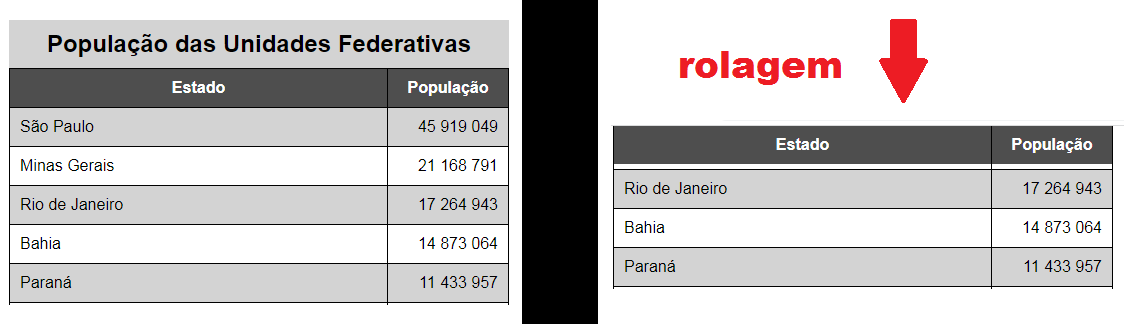 População das Unidades Federativas
Estado População
São Paulo 45 919 049
Minas Gerais 21 168 791
Rio de Janeiro 17 264 943
Bahia 14 873 064
Paraná 11 433 957
rolagem
Estado População
Rio de Janeiro 17 264 943
Bahia 14 873 064
Paraná 11 433 957